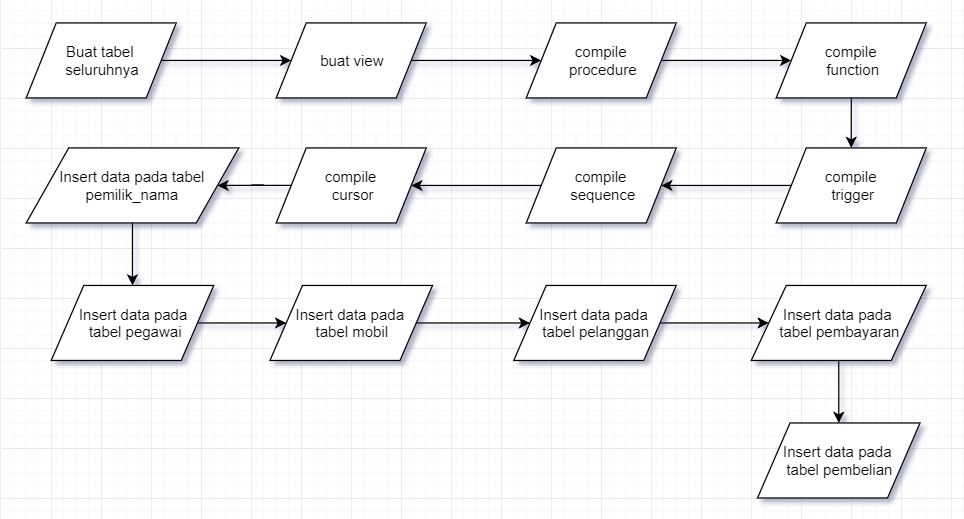 Buat tabel
seluruhnya
buat view
compile
procedure
compile
function
compile
trigger
compile
sequence
compile
cursor
Insert data pada tabel
pemilik_nama
Insert data pada
tabel pegawai
Insert data pada
tabel mobil
Insert data pada
tabel pelanggan
Insert data pada
tabel pembayaran
Insert data pada
tabel pembelian